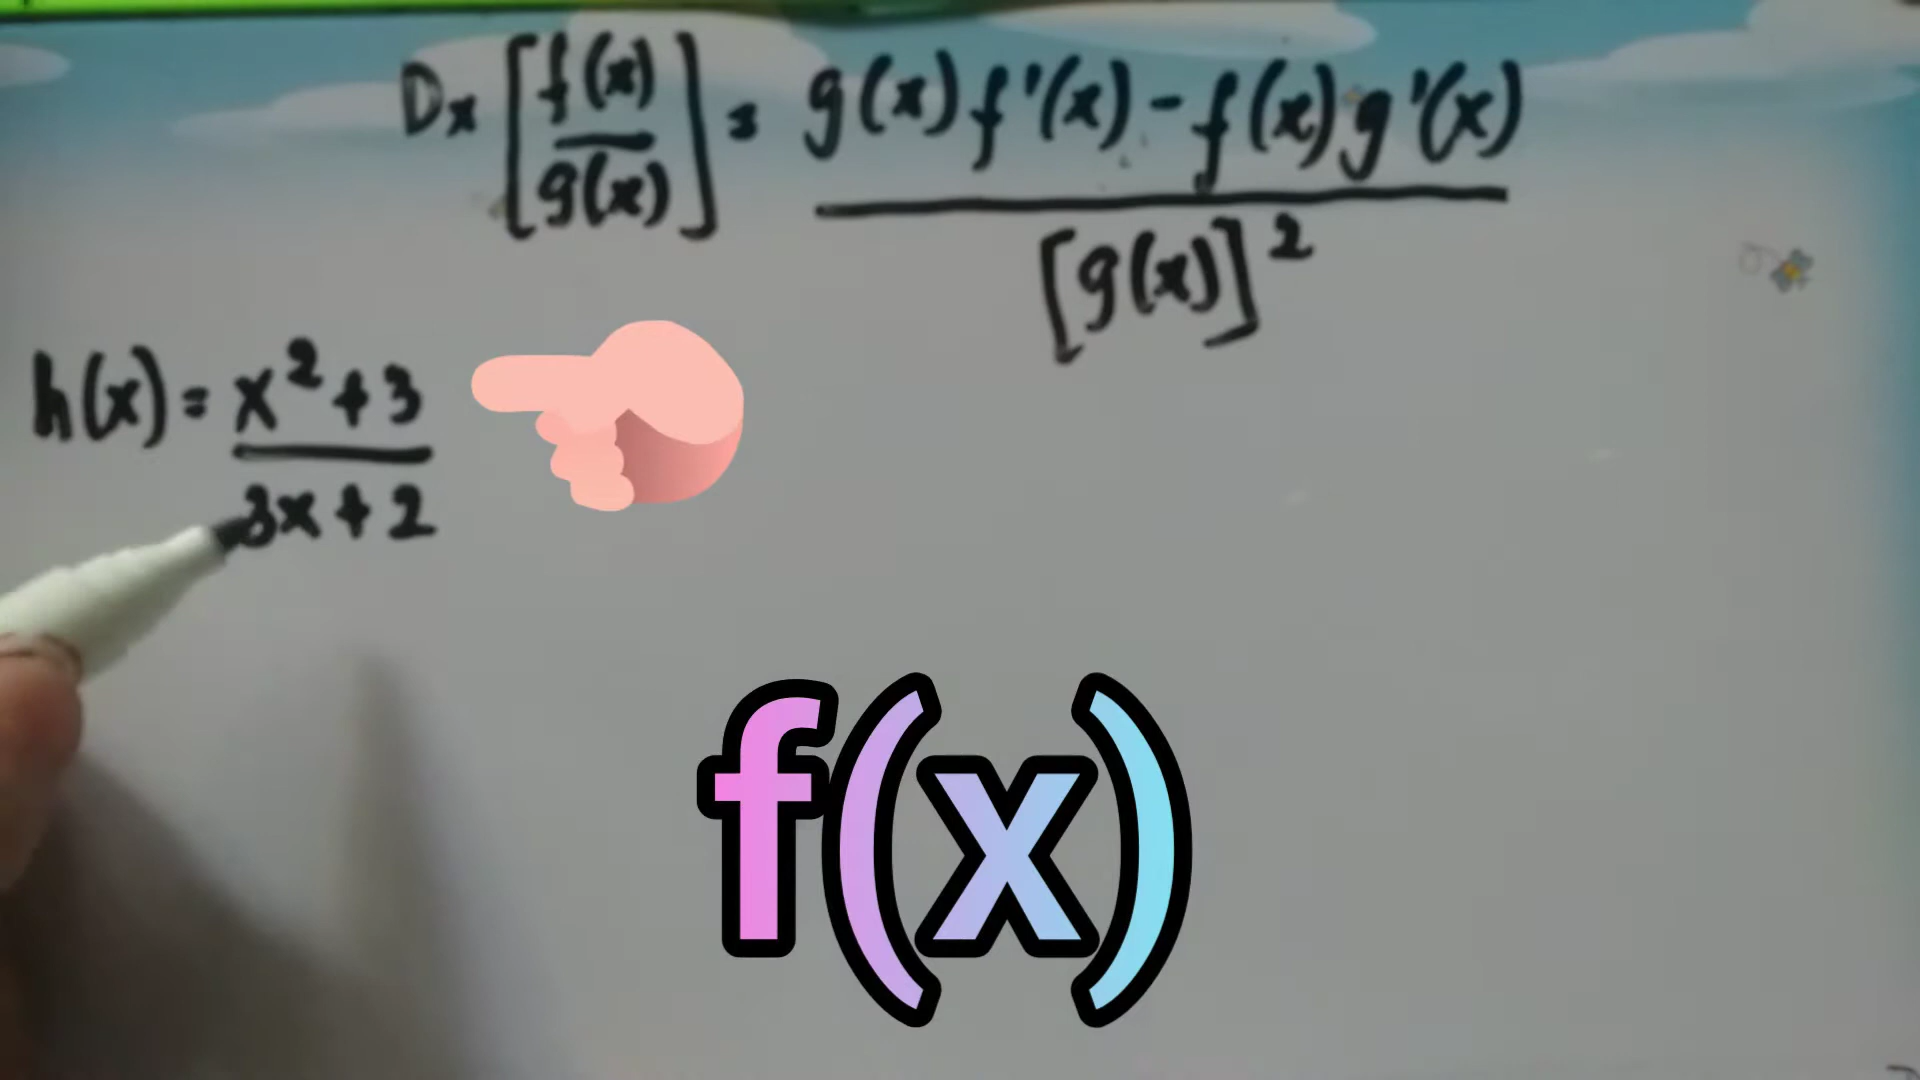 Dx [f(x)/g(x)] = g(x)f'(x) - f(x)g'(x) / [g(x)]²
h(x) = x²+3 / 3x+2
f(x)